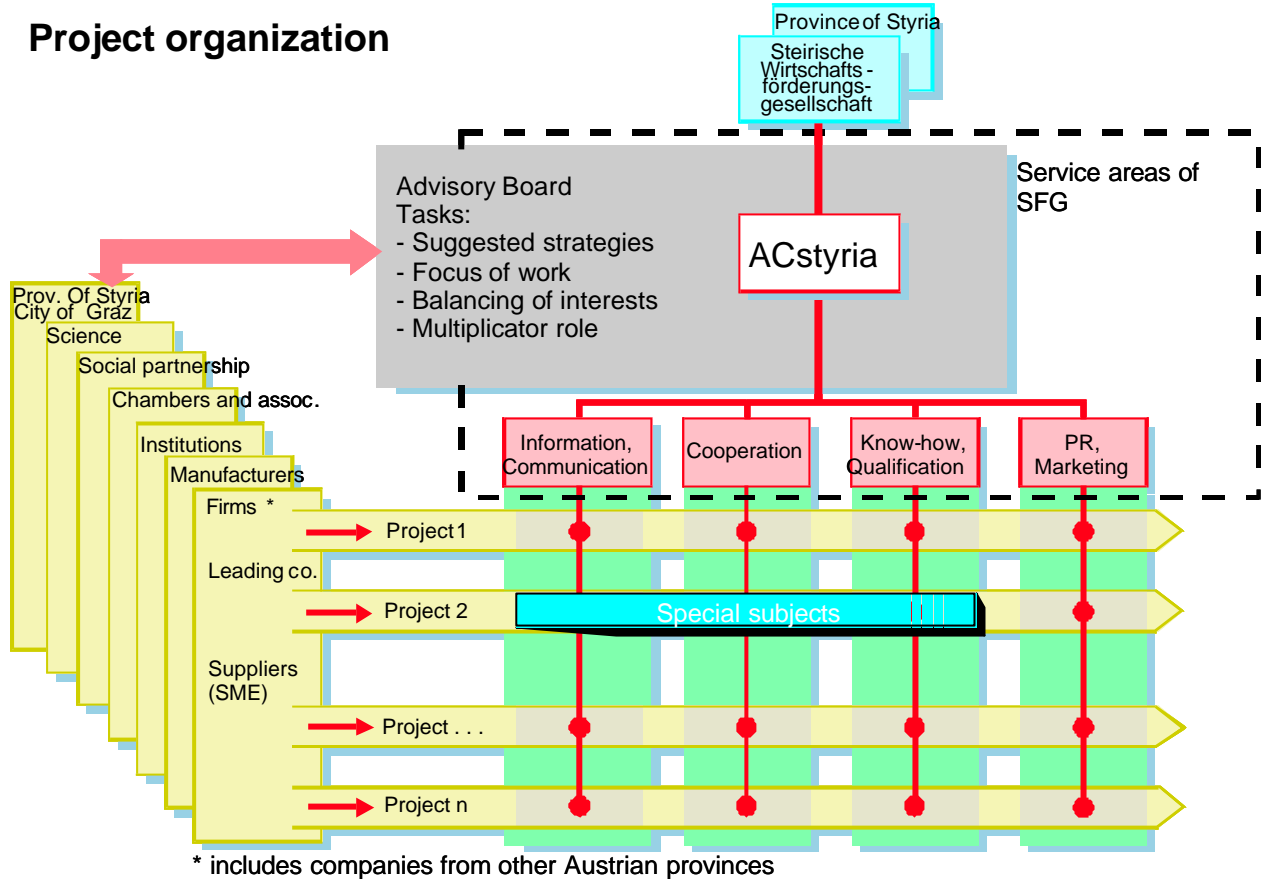 Project organization
Province of Styria
Steirische
Wirtschafts -
förderungs-
gesellschaft
Service areas of
SFG
Advisory Board
Tasks:
- Suggested strategies
- Focus of work
- Balancing of interests
- Multiplicator role
ACstyria
Prov. Of Styria
City of Graz
Science
Social partnership
Chambers and assoc.
Institutions
Manufacturers
Firms *
Leading co.
Suppliers
(SME)
Information,
Communication
Cooperation
Know-how,
Qualification
PR,
Marketing
Project 1
Project 2
Special subjects
Project . . .
Project n
* includes companies from other Austrian provinces